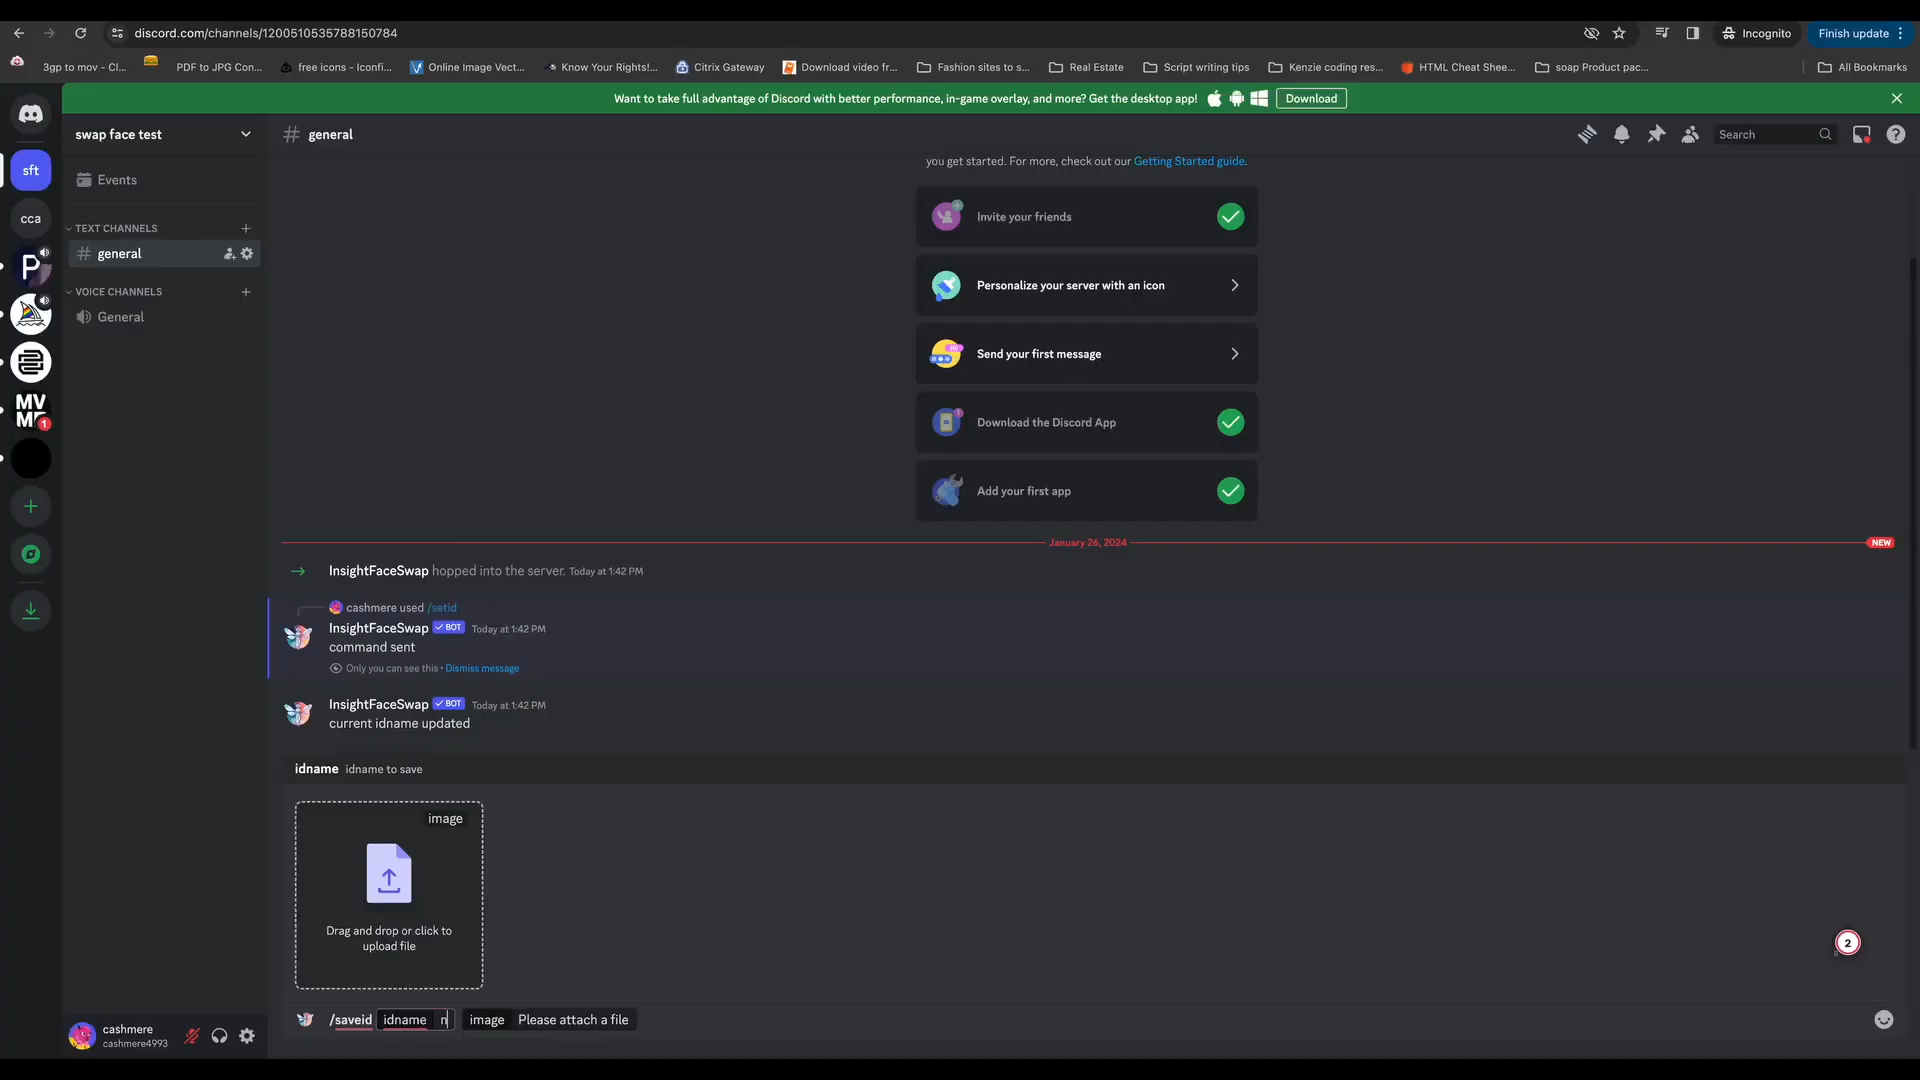 discord.com/channels/1200510535788150784
Incognito
Finish update
3gp to mov - Cl...
PDF to JPG Con...
free icons - Iconfi...
Online Image Vect...
Know Your Rights!...
Citrix Gateway
Download video fr...
Fashion sites to s...
Real Estate
Script writing tips
Kenzie coding res...
HTML Cheat Shee...
soap Product pac...
All Bookmarks
Want to take full advantage of Discord with better performance, in-game overlay, and more? Get the desktop app!
Download
swap face test
# general
Search
sft
Events
cca
TEXT CHANNELS
# general
VOICE CHANNELS
General
P
MV
1
you get started. For more, check out our Getting Started guide.
Invite your friends
Personalize your server with an icon
Send your first message
Download the Discord App
Add your first app
January 26, 2024
NEW
InsightFaceSwap hopped into the server. Today at 1:42 PM
cashmere used /setid
InsightFaceSwap BOT Today at 1:42 PM
command sent
Only you can see this • Dismiss message
InsightFaceSwap BOT Today at 1:42 PM
current idname updated
idname idname to save
image
Drag and drop or click to
upload file
2
/saveid idname n image Please attach a file
cashmere
cashmere4993